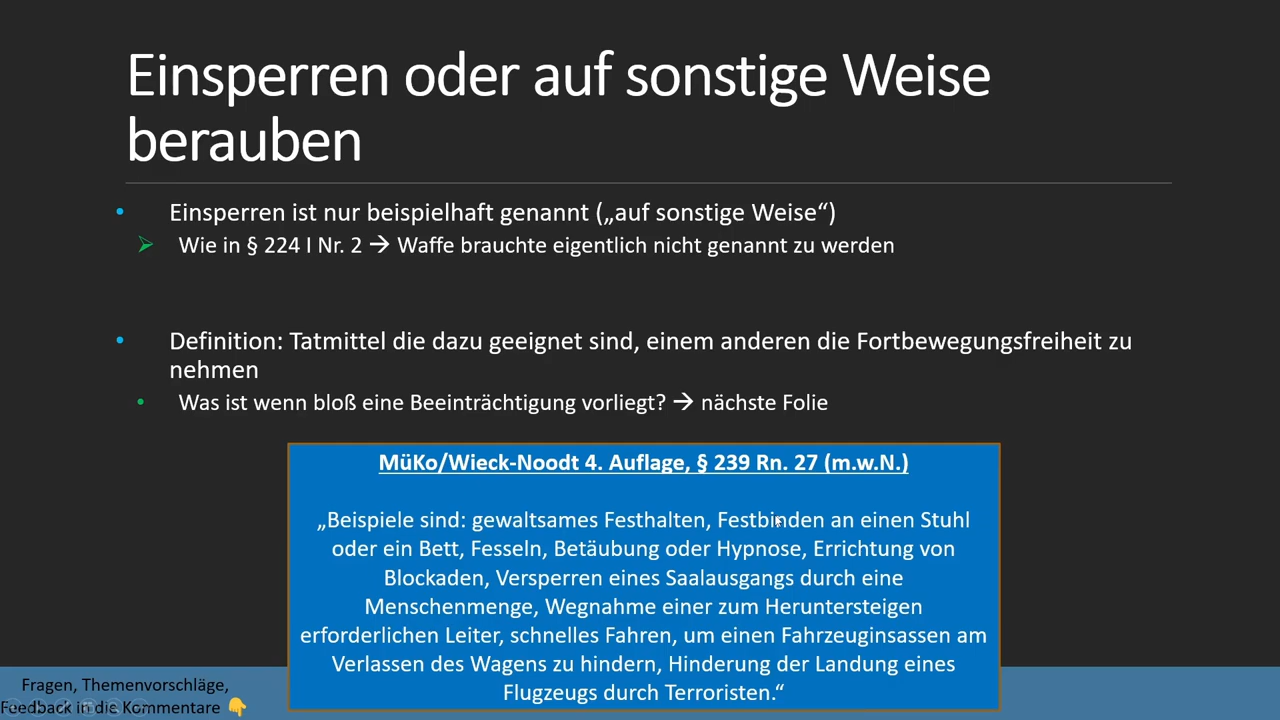 Einsperren oder auf sonstige Weise
berauben
• Einsperren ist nur beispielhaft genannt („auf sonstige Weise“)
➢ Wie in § 224 I Nr. 2 → Waffe brauchte eigentlich nicht genannt zu werden
• Definition: Tatmittel die dazu geeignet sind, einem anderen die Fortbewegungsfreiheit zu
nehmen
• Was ist wenn bloß eine Beeinträchtigung vorliegt? → nächste Folie
MüKo/Wieck-Noodt 4. Auflage, § 239 Rn. 27 (m.w.N.)
„Beispiele sind: gewaltsames Festhalten, Festbinden an einen Stuhl
oder ein Bett, Fesseln, Betäubung oder Hypnose, Errichtung von
Blockaden, Versperren eines Saalausgangs durch eine
Menschenmenge, Wegnahme einer zum Heruntersteigen
erforderlichen Leiter, schnelles Fahren, um einen Fahrzeuginsassen am
Verlassen des Wagens zu hindern, Hinderung der Landung eines
Flugzeugs durch Terroristen.“
Fragen, Themenvorschläge,
Feedback in die Kommentare 👇